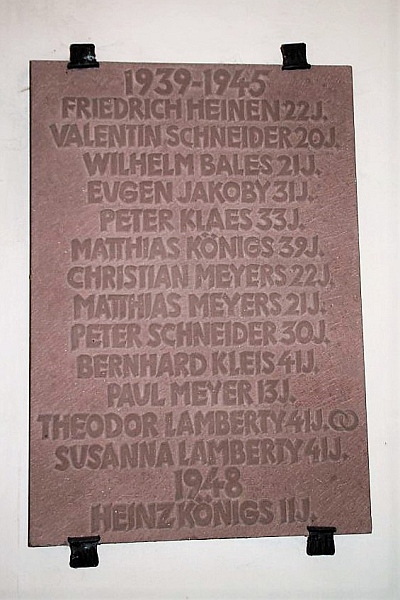 1939-1945
FRIEDRICH HEINEN 22J.
VALENTIN SCHNEIDER 20J.
WILHELM BALES 21J.
EUGEN JAKOBY 31J.
PETER KLAES 33J.
MATTHIAS KÖNIGS 39J.
CHRISTIAN MEYERS 22J.
MATTHIAS MEYERS 21J.
PETER SCHNEIDER 30J.
BERNHARD KLEIS 41J.
PAUL MEYER 13J.
THEODOR LAMBERTY 41J.
SUSANNA LAMBERTY 41J.
1948
HEINZ KÖNIGS 11J.